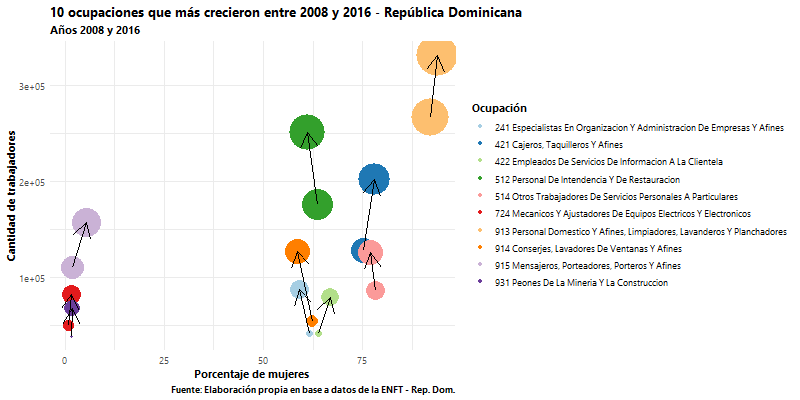 10 ocupaciones que más crecieron entre 2008 y 2016 - República Dominicana
Años 2008 y 2016
Cantidad de trabajadores
3e+05
2e+05
1e+05
0
25
50
75
Porcentaje de mujeres
Fuente: Elaboración propia en base a datos de la ENFT - Rep. Dom.
Ocupación
241 Especialistas En Organizacion Y Administracion De Empresas Y Afines
421 Cajeros, Taquilleros Y Afines
422 Empleados De Servicios De Informacion A La Clientela
512 Personal De Intendencia Y De Restauracion
514 Otros Trabajadores De Servicios Personales A Particulares
724 Mecanicos Y Ajustadores De Equipos Electricos Y Electronicos
913 Personal Domestico Y Afines, Limpiadores, Lavanderos Y Planchadores
914 Conserjes, Lavadores De Ventanas Y Afines
915 Mensajeros, Porteadores, Porteros Y Afines
931 Peones De La Mineria Y La Construccion